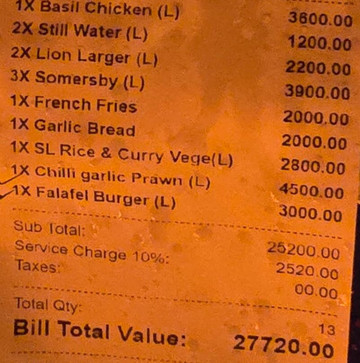 1X Basil Chicken (L) 3600.00
2X Still Water (L) 1200.00
2X Lion Larger (L) 2200.00
3X Somersby (L) 3900.00
1X French Fries 2000.00
1X Garlic Bread 2000.00
1X SL Rice & Curry Vege(L) 2800.00
1X Chilli garlic Prawn (L) 4500.00
1X Falafel Burger (L) 3000.00
Sub Total: 25200.00
Service Charge 10%: 2520.00
Taxes: 00.00
Total Qty: 13
Bill Total Value: 27720.00